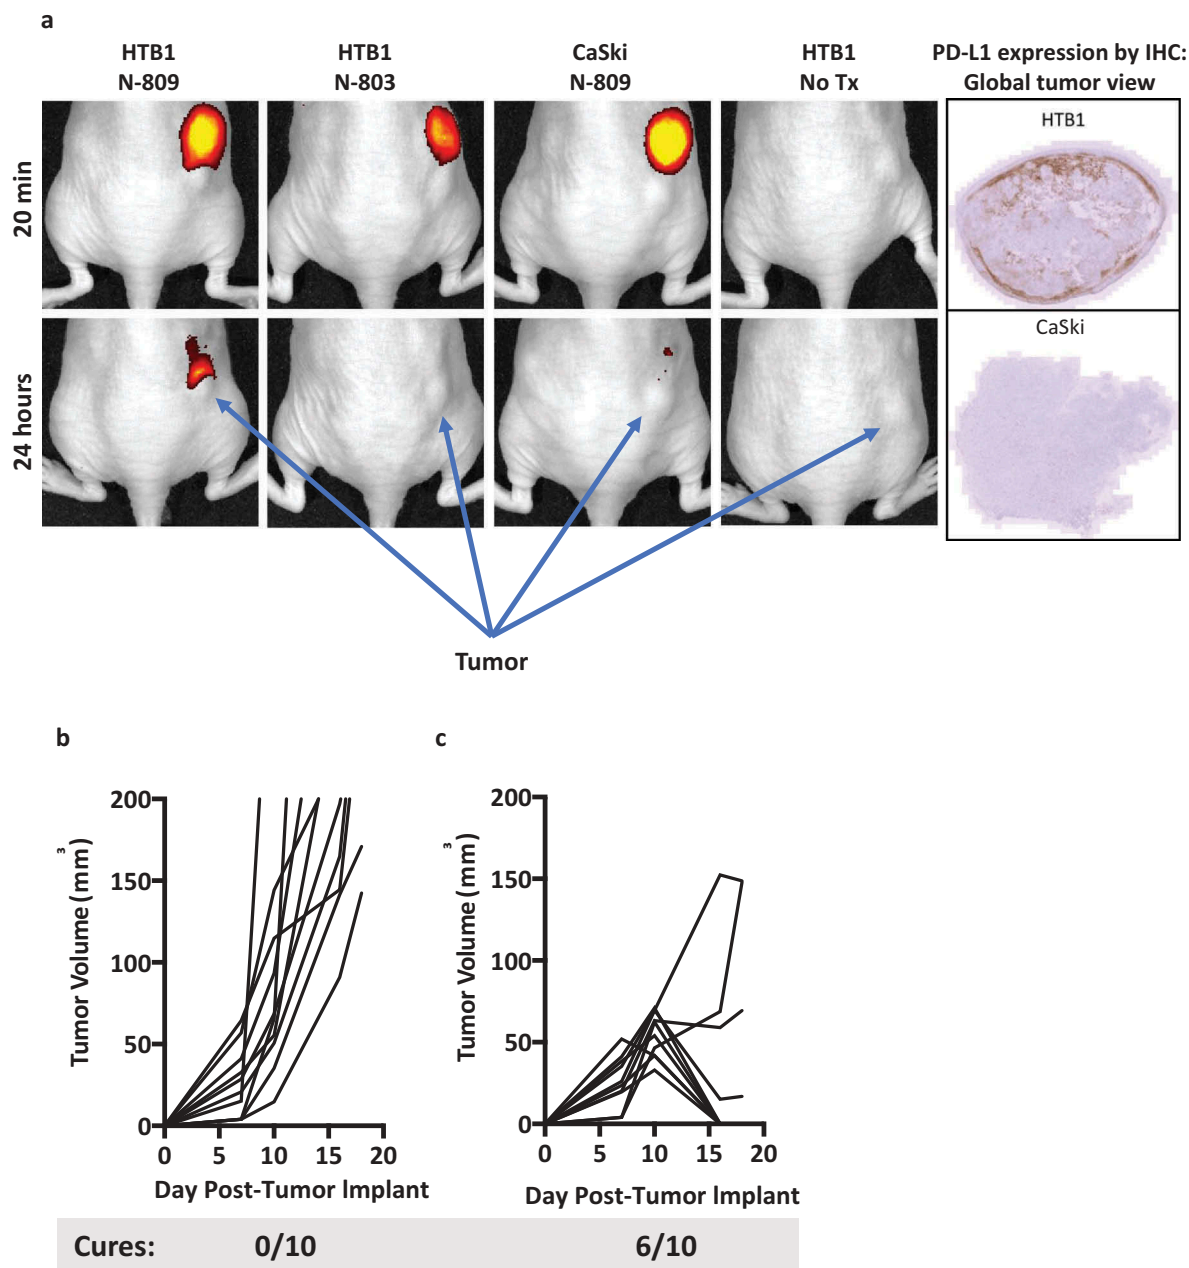 a
HTB1 N-809
HTB1 N-803
CaSki N-809
HTB1 No Tx
PD-L1 expression by IHC: Global tumor view
20 min
24 hours
HTB1
CaSki
Tumor
b
200
150
100
50
0
Tumor Volume (mm³)
0 5 10 15 20
Day Post-Tumor Implant
c
200
150
100
50
0
Tumor Volume (mm³)
0 5 10 15 20
Day Post-Tumor Implant
Cures: 0/10 6/10